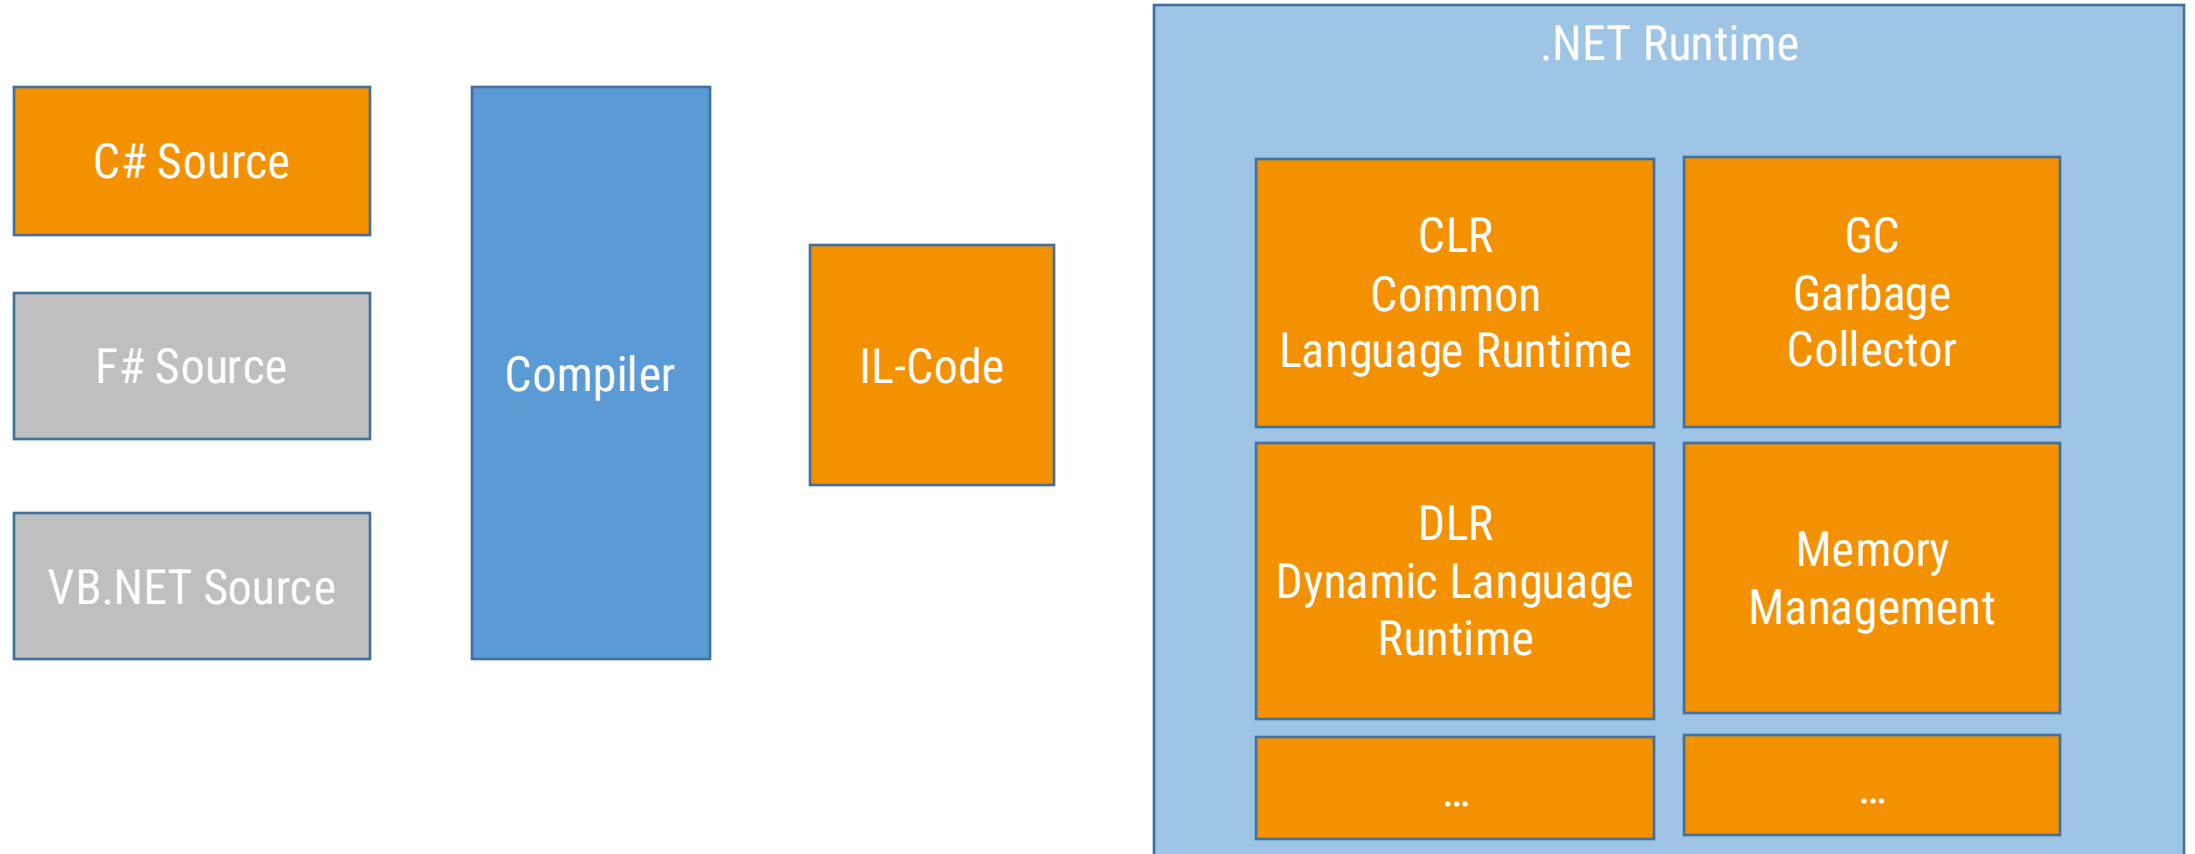 .NET Runtime
C# Source
F# Source
VB.NET Source
Compiler
IL-Code
CLR
Common
Language Runtime
GC
Garbage
Collector
DLR
Dynamic Language
Runtime
Memory
Management
...
...